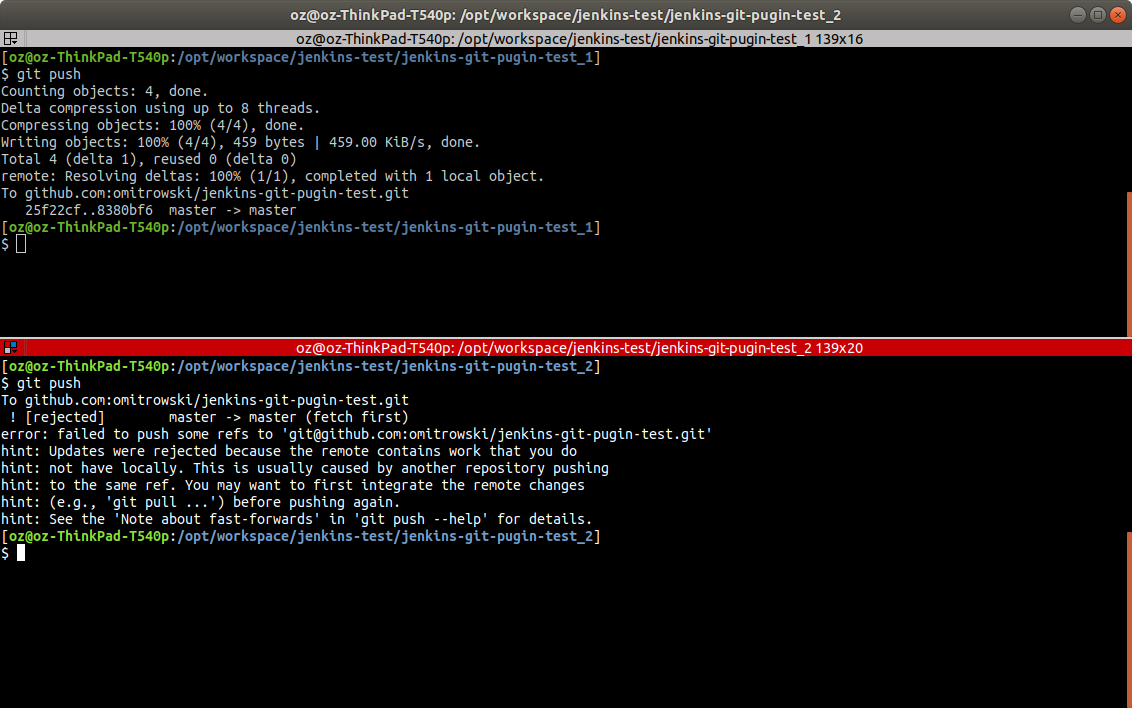 oz@oz-ThinkPad-T540p: /opt/workspace/jenkins-test/jenkins-git-pugin-test_2
oz@oz-ThinkPad-T540p: /opt/workspace/jenkins-test/jenkins-git-pugin-test_1 139x16
[oz@oz-ThinkPad-T540p:/opt/workspace/jenkins-test/jenkins-git-pugin-test_1]
$ git push
Counting objects: 4, done.
Delta compression using up to 8 threads.
Compressing objects: 100% (4/4), done.
Writing objects: 100% (4/4), 459 bytes | 459.00 KiB/s, done.
Total 4 (delta 1), reused 0 (delta 0)
remote: Resolving deltas: 100% (1/1), completed with 1 local object.
To github.com:omitrowski/jenkins-git-pugin-test.git
   25f22cf..8380bf6  master -> master
[oz@oz-ThinkPad-T540p:/opt/workspace/jenkins-test/jenkins-git-pugin-test_1]
$
oz@oz-ThinkPad-T540p: /opt/workspace/jenkins-test/jenkins-git-pugin-test_2 139x20
[oz@oz-ThinkPad-T540p:/opt/workspace/jenkins-test/jenkins-git-pugin-test_2]
$ git push
To github.com:omitrowski/jenkins-git-pugin-test.git
 ! [rejected]        master -> master (fetch first)
error: failed to push some refs to 'git@github.com:omitrowski/jenkins-git-pugin-test.git'
hint: Updates were rejected because the remote contains work that you do
hint: not have locally. This is usually caused by another repository pushing
hint: to the same ref. You may want to first integrate the remote changes
hint: (e.g., 'git pull ...') before pushing again.
hint: See the 'Note about fast-forwards' in 'git push --help' for details.
[oz@oz-ThinkPad-T540p:/opt/workspace/jenkins-test/jenkins-git-pugin-test_2]
$